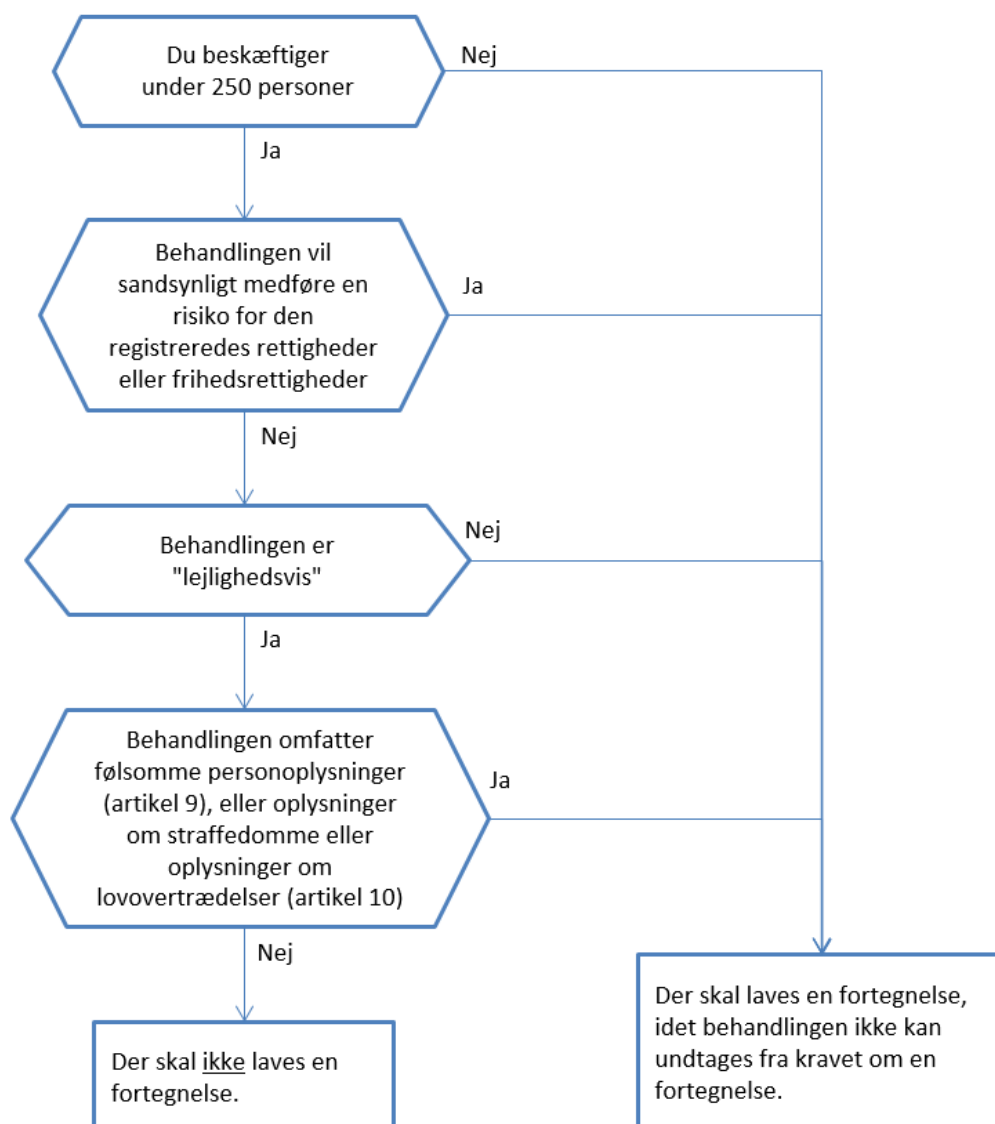 Du beskæftiger
under 250 personer
Nej
Ja
Behandlingen vil
sandsynligt medføre en
risiko for den
registreredes rettigheder
eller frihedsrettigheder
Ja
Nej
Behandlingen er
"lejlighedsvis"
Nej
Ja
Behandlingen omfatter
følsomme personoplysninger
(artikel 9), eller oplysninger
om straffedomme eller
oplysninger om
lovovertrædelser (artikel 10)
Ja
Nej
Der skal ikke laves en
fortegnelse.
Der skal laves en fortegnelse,
idet behandlingen ikke kan
undtages fra kravet om en
fortegnelse.